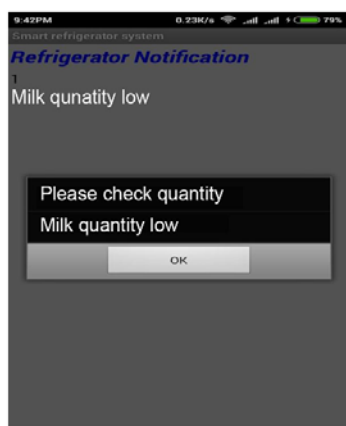 9:42PM 0.23K/s 79%
Smart refrigerator system
Refrigerator Notification
1
Milk qunatity low
Please check quantity
Milk quantity low
OK